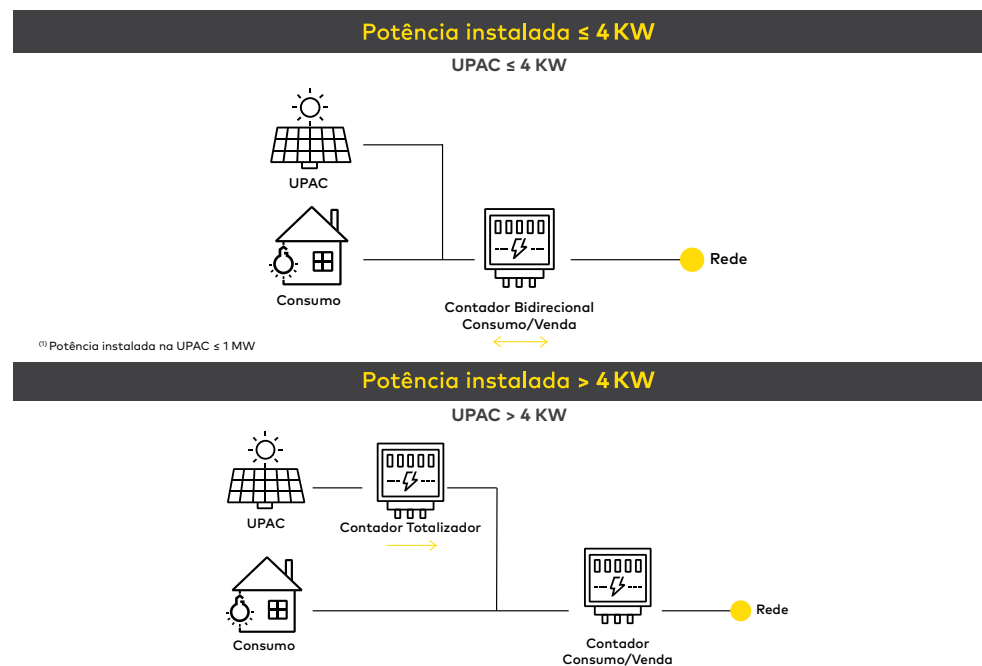 Potência instalada ≤ 4 KW
UPAC ≤ 4 KW
UPAC
Consumo
Rede
Contador Bidirecional
Consumo/Venda
(1) Potência instalada na UPAC ≤ 1 MW
Potência instalada > 4 KW
UPAC > 4 KW
UPAC
Contador Totalizador
Consumo
Rede
Contador
Consumo/Venda